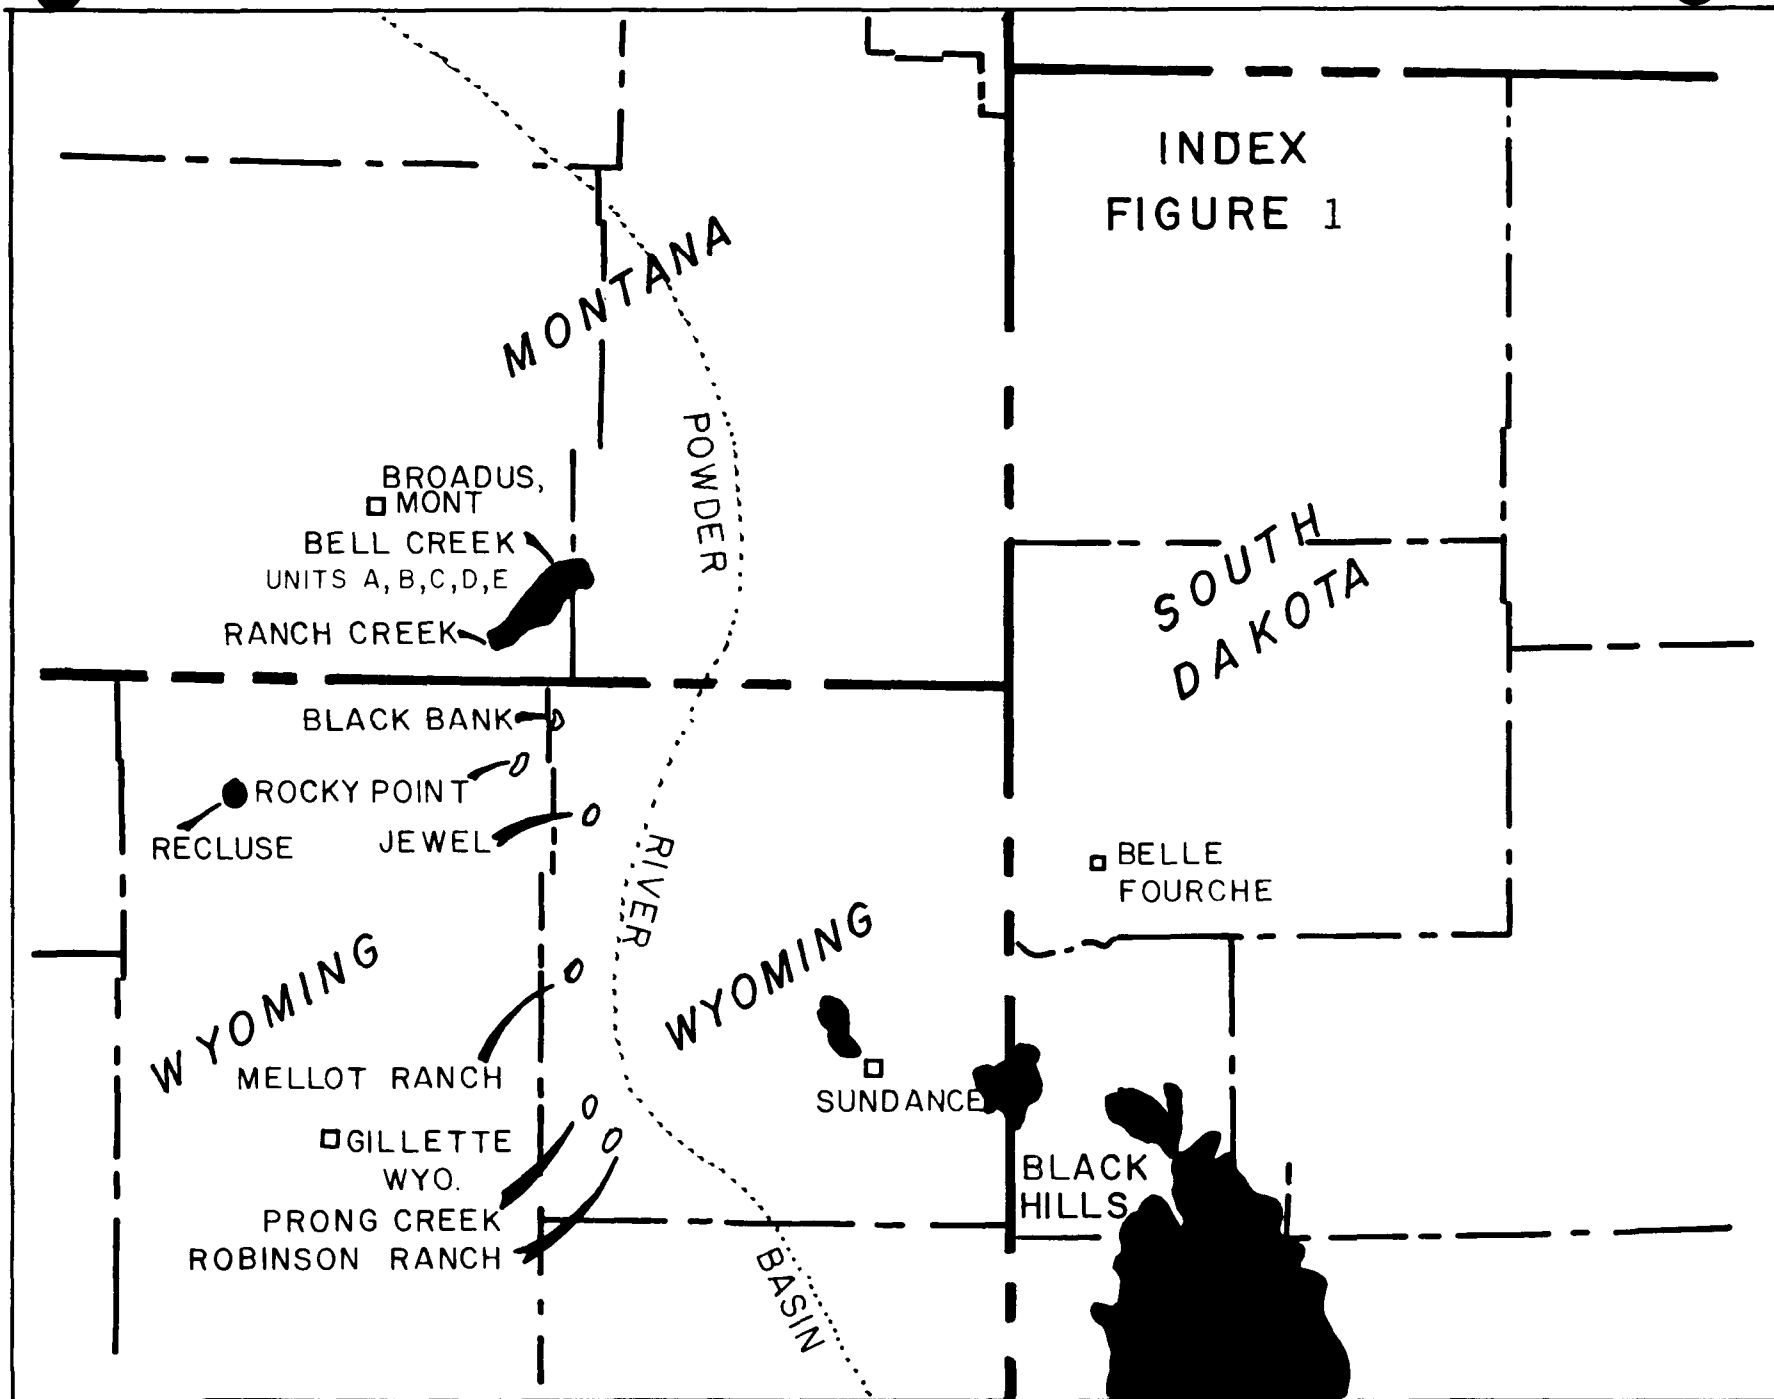 INDEX
FIGURE 1
MONTANA
POWDER
BROADUS,
MONT
BELL CREEK
UNITS A, B, C, D, E
RANCH CREEK
SOUTH
DAKOTA
BLACK BANK
ROCKY POINT
RECLUSE
JEWEL
RIVER
BELLE
FOURCHE
WYOMING
WYOMING
MELLOT RANCH
SUNDANCE
GILLETTE
WYO.
BLACK
HILLS
PRONG CREEK
ROBINSON RANCH
BASIN